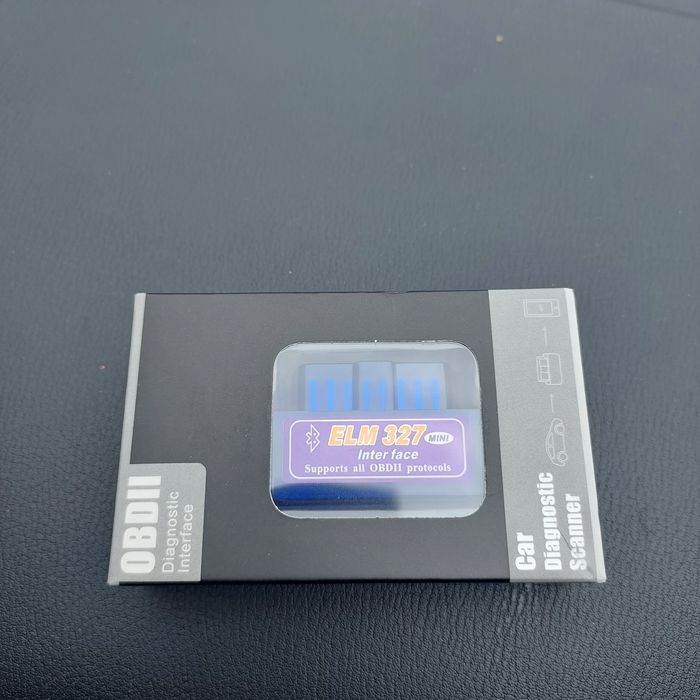 OBDII
Diagnostic
Interface
ELM 327 MINI
Inter face
Supports all OBDII protocols
Car
Diagnostic
Scanner